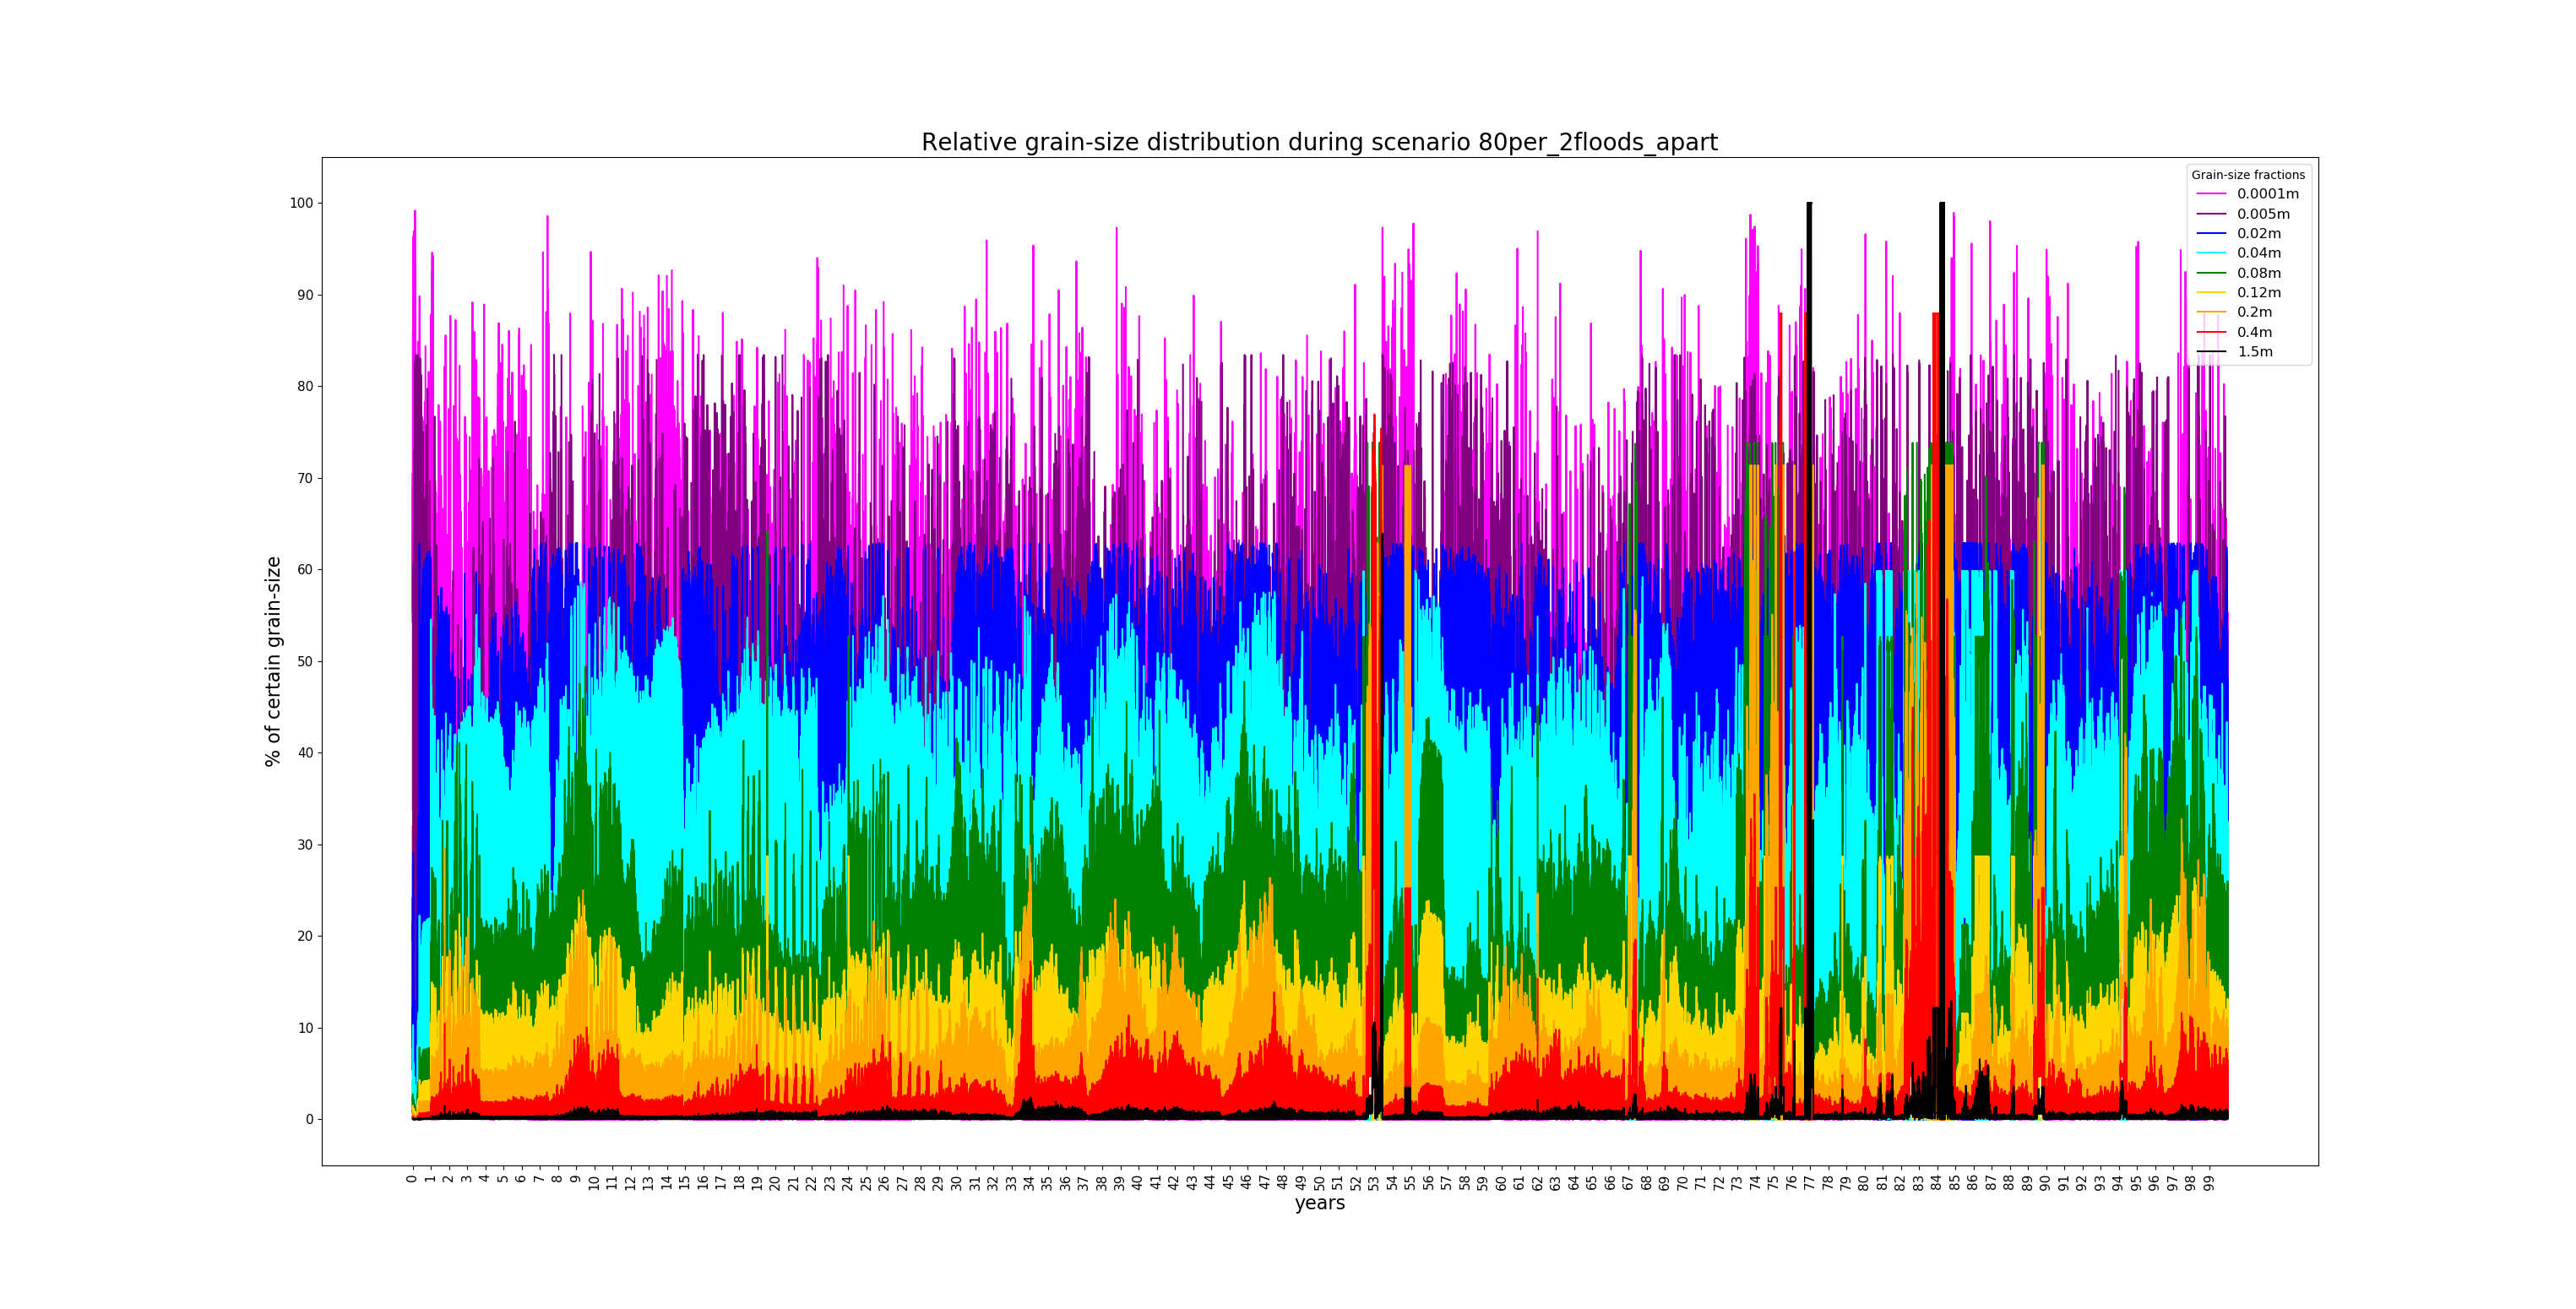 Relative grain-size distribution during scenario 80per_2floods_apart
% of certain grain-size
100
90
80
70
60
50
40
30
20
10
0
Grain-size fractions
0.0001m
0.005m
0.02m
0.04m
0.08m
0.12m
0.2m
0.4m
1.5m
0 1 2 3 4 5 6 7 8 9 10 11 12 13 14 15 16 17 18 19 20 21 22 23 24 25 26 27 28 29 30 31 32 33 34 35 36 37 38 39 40 41 42 43 44 45 46 47 48 49 50 51 52 53 54 55 56 57 58 59 60 61 62 63 64 65 66 67 68 69 70 71 72 73 74 75 76 77 78 79 80 81 82 83 84 85 86 87 88 89 90 91 92 93 94 95 96 97 98 99
years